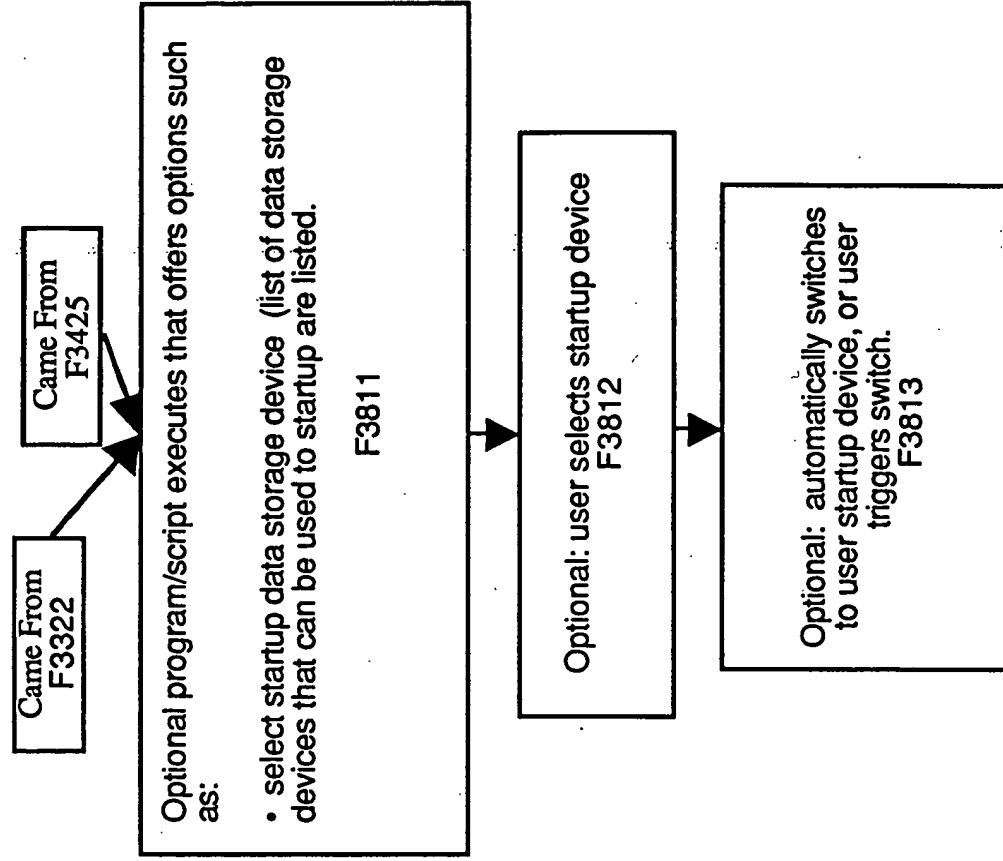 Came From
F3322
Came From
F3425
Optional program/script executes that offers options such
as:
• select startup data storage device (list of data storage
devices that can be used to startup are listed.
F3811
Optional: user selects startup device
F3812
Optional: automatically switches
to user startup device, or user
triggers switch.
F3813